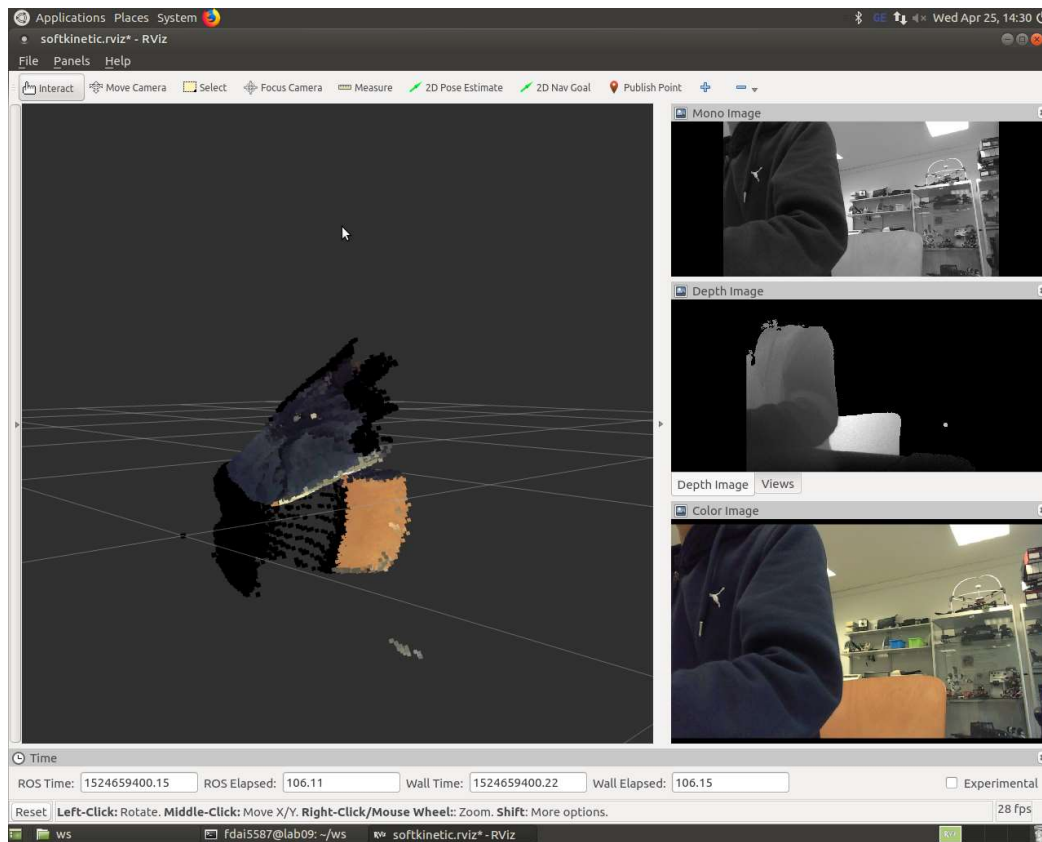 Applications Places System GE Wed Apr 25, 14:30
softkinetic.rviz* - RViz
File Panels Help
Interact Move Camera Select Focus Camera Measure 2D Pose Estimate 2D Nav Goal Publish Point
Mono Image
Depth Image
Depth Image Views
Color Image
Time
ROS Time: 1524659400.15 ROS Elapsed: 106.11 Wall Time: 1524659400.22 Wall Elapsed: 106.15 Experimental
Reset Left-Click: Rotate. Middle-Click: Move X/Y. Right-Click/Mouse Wheel:: Zoom. Shift: More options. 28 fps
ws fdai5587@lab09: ~/ws softkinetic.rviz* - RViz